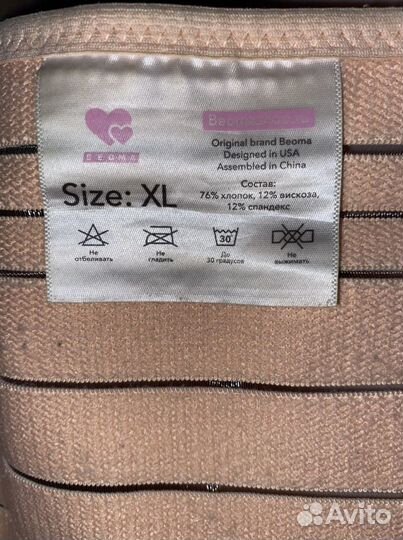 BEOMA
Original brand Beoma
Designed in USA
Assembled in China
Size: XL
Состав:
76% хлопок, 12% вискоза,
12% спандекс
30
Не
отбеливать
Не
гладить
До
30 градусов
Не
выжимать
Avito